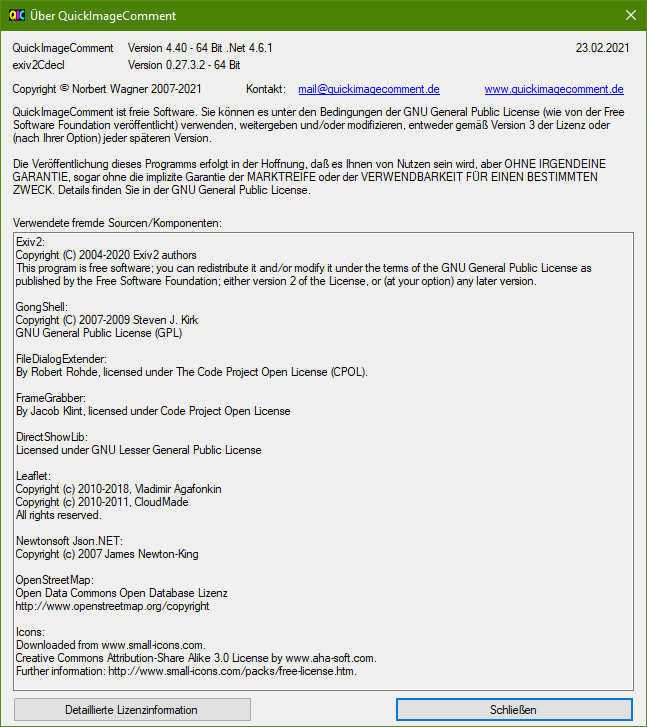 QIC Über QuickImageComment
QuickImageComment Version 4.40 - 64 Bit .Net 4.6.1 23.02.2021
exiv2Cdecl Version 0.27.3.2 - 64 Bit
Copyright © Norbert Wagner 2007-2021 Kontakt: mail@quickimagecomment.de www.quickimagecomment.de
QuickImageComment ist freie Software. Sie können es unter den Bedingungen der GNU General Public License (wie von der Free
Software Foundation veröffentlicht) verwenden, weitergeben und/oder modifizieren, entweder gemäß Version 3 der Lizenz oder
(nach Ihrer Option) jeder späteren Version.
Die Veröffentlichung dieses Programms erfolgt in der Hoffnung, daß es Ihnen von Nutzen sein wird, aber OHNE IRGENDEINE
GARANTIE, sogar ohne die implizite Garantie der MARKTREIFE oder der VERWENDBARKEIT FÜR EINEN BESTIMMTEN
ZWECK. Details finden Sie in der GNU General Public License.
Verwendete fremde Sourcen/Komponenten:
Exiv2:
Copyright (C) 2004-2020 Exiv2 authors
This program is free software; you can redistribute it and/or modify it under the terms of the GNU General Public License as
published by the Free Software Foundation; either version 2 of the License, or (at your option) any later version.
GongShell:
Copyright (C) 2007-2009 Steven J. Kirk
GNU General Public License (GPL)
FileDialogExtender:
By Robert Rohde, licensed under The Code Project Open License (CPOL).
FrameGrabber:
By Jacob Klint, licensed under Code Project Open License
DirectShowLib:
Licensed under GNU Lesser General Public License
Leaflet:
Copyright (c) 2010-2018, Vladimir Agafonkin
Copyright (c) 2010-2011, CloudMade
All rights reserved.
Newtonsoft Json.NET:
Copyright (c) 2007 James Newton-King
OpenStreetMap:
Open Data Commons Open Database Lizenz
http://www.openstreetmap.org/copyright
Icons:
Downloaded from www.small-icons.com.
Creative Commons Attribution-Share Alike 3.0 License by www.aha-soft.com.
Further information: http://www.small-icons.com/packs/free-license.htm.
Detaillierte Lizenzinformation Schließen